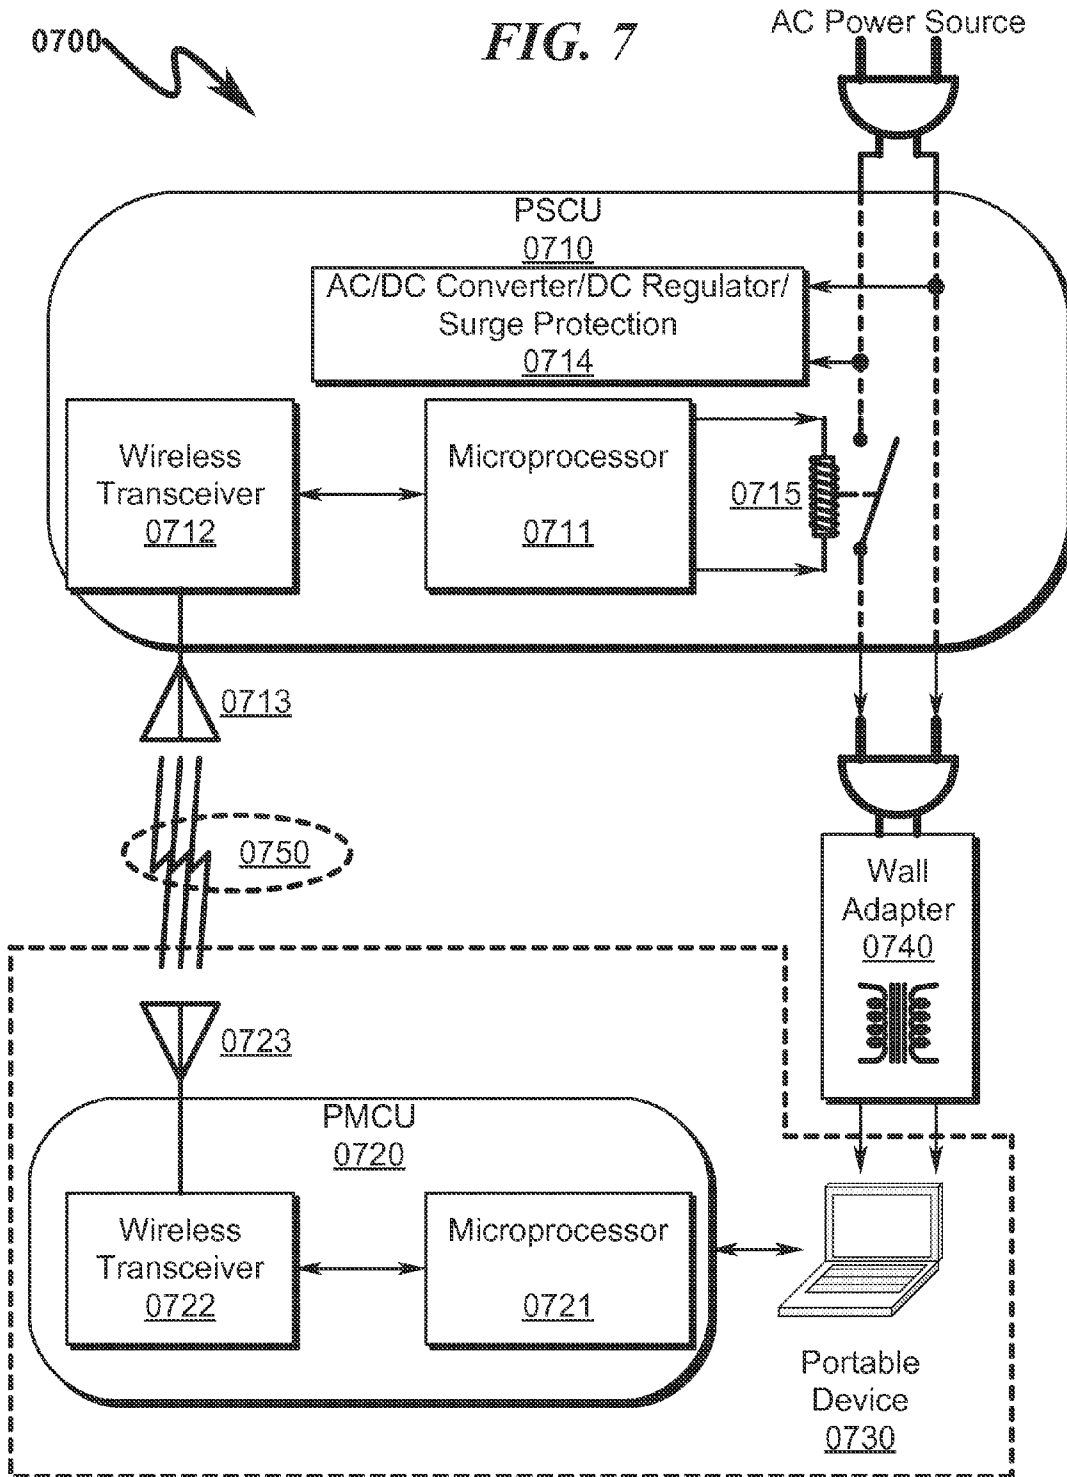 0700
FIG. 7
AC Power Source
PSCU
0710
AC/DC Converter/DC Regulator/
Surge Protection
0714
Wireless
Transceiver
0712
Microprocessor
0711
0715
0713
0750
Wall
Adapter
0740
0723
PMCU
0720
Wireless
Transceiver
0722
Microprocessor
0721
Portable
Device
0730